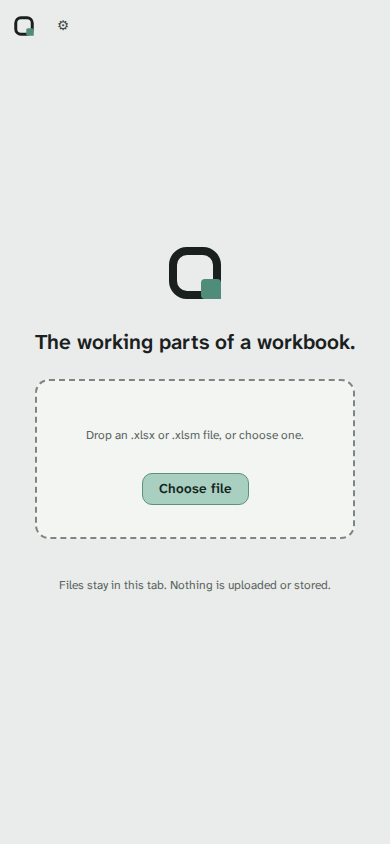 The working parts of a workbook.
Drop an .xlsx or .xlsm file, or choose one.
Choose file
Files stay in this tab. Nothing is uploaded or stored.